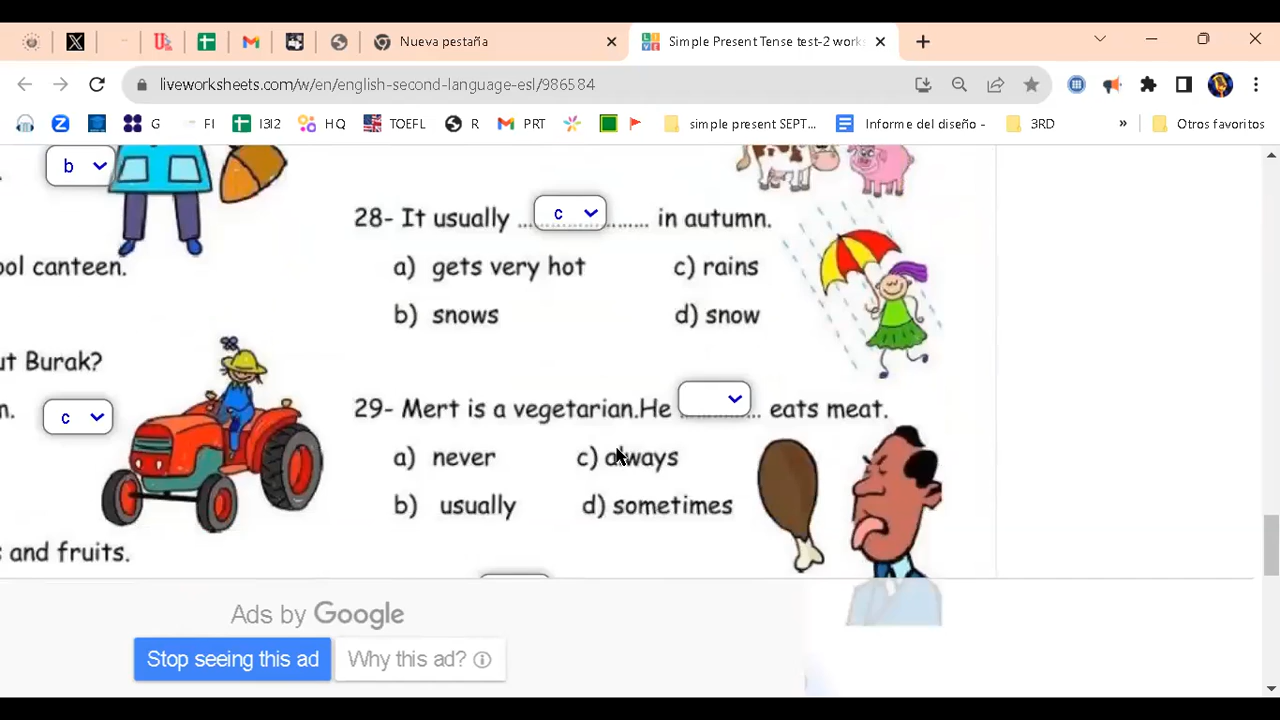 Nueva pestaña
Simple Present Tense test-2 works
liveworksheets.com/w/en/english-second-language-esl/986584
G FI I3I2 HQ TOEFL R PRT simple present SEPT... Informe del diseño - 3RD » Otros favoritos
b
28- It usually ... c ... in autumn.
ool canteen.
a) gets very hot c) rains
b) snows d) snow
ut Burak?
n. c
29- Mert is a vegetarian.He ............ eats meat.
a) never c) always
b) usually d) sometimes
s and fruits.
Ads by Google
Stop seeing this ad Why this ad?